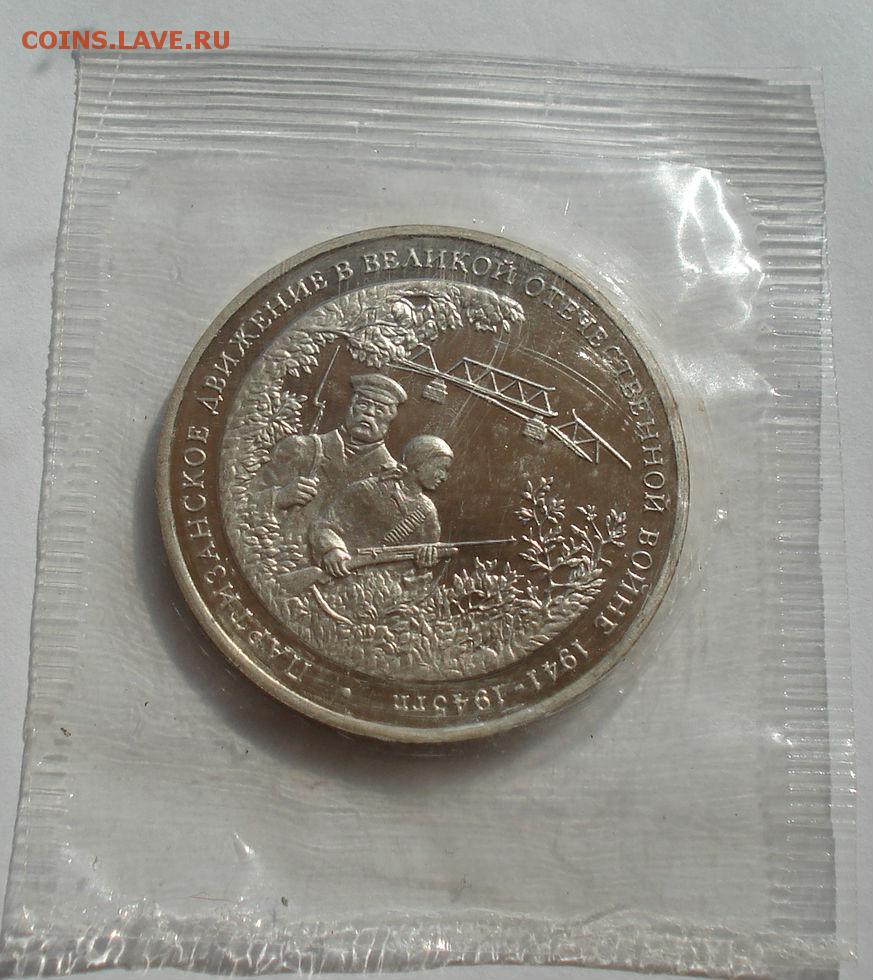 COINS.LAVE.RU
ПАРТИЗАНСКОЕ ДВИЖЕНИЕ В ВЕЛИКОЙ ОТЕЧЕСТВЕННОЙ ВОЙНЕ 1941-1945гг •